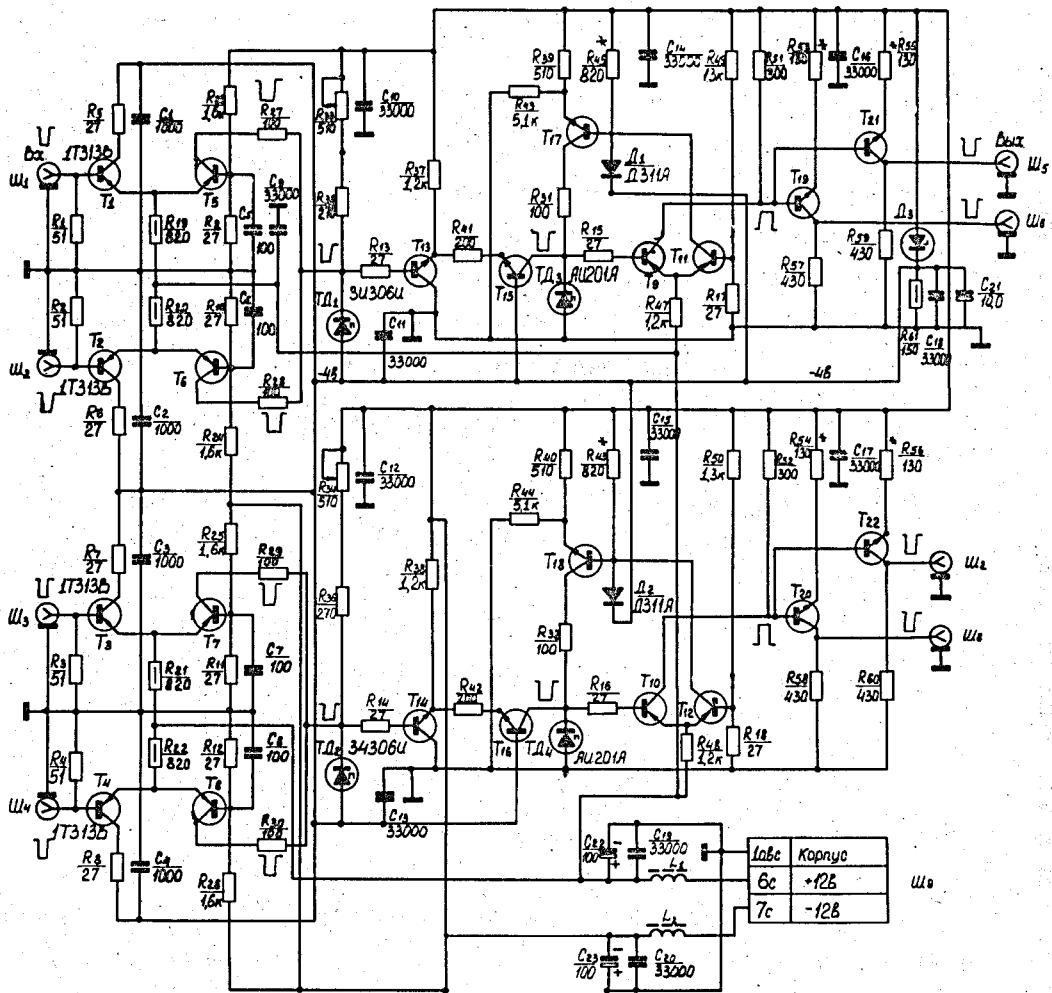 Вх
Ш1
R5
27
1Т313В
T1
R1
51
R2
51
Ш2
T2
1Т313В
R6
27
C1
1000
R19
820
R20
820
C2
1000
1,6к
R27
100
T5
R9
27
C5
100
C9
33000
27
C6
100
T6
R28
100
R24
1,6к
510
C10
33000
270
R37
1,2к
R13
27
T13
3И306И
ТД1
C11
33000
R41
200
T15
R39
510
R43
5,1к
T17
R31
100
ТД3
АИ201А
R15
27
T9
T11
R45
820
*
Д1
Д311А
C14
33000
R49
1,3к
R47
1,2к
R17
27
R51
300
R53
130
*
C16
33000
*
R55
130
T21
T19
R57
430
R59
430
Вых
Ш5
Ш6
Д3
R61
150
C18
33000
C21
10,0
-4В
-4В
R7
27
C3
1000
R25
1,6к
R29
100
1Т313В
Ш3
T3
T7
R3
51
R21
820
R11
27
C7
100
R4
51
R22
820
R12
27
C8
100
Ш4
T4
1Т313В
T8
R30
100
R8
27
C4
1000
R26
1,6к
R34
510
C12
33000
R36
270
R38
1,2к
R14
27
T14
3И306И
ТД2
C13
33000
R42
200
T16
R40
510
R44
5,1к
T18
R32
100
ТД4
АИ201А
R16
27
T10
T12
820
*
Д2
Д311А
C15
33000
R50
1,3к
R48
1,2к
R18
27
R52
300
R54
130
*
C17
33000
*
R56
130
T22
T20
R58
430
R60
430
Ш8
C22
100
- +
C19
33000
L1
C23
100
- +
C20
33000
L2
Корпус
6с +12В
7с -12В
Ш9